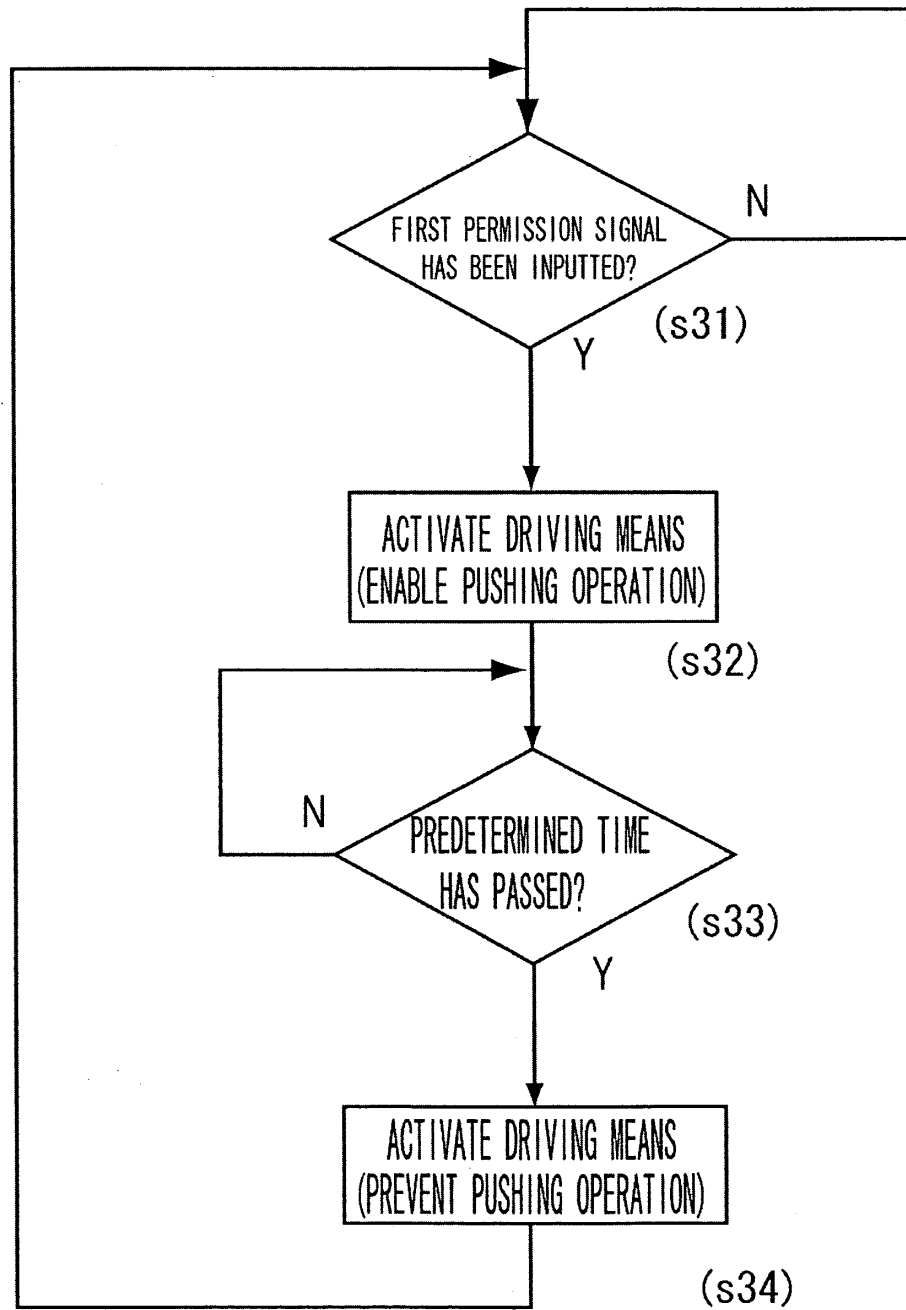 N
FIRST PERMISSION SIGNAL
HAS BEEN INPUTTED?
(s31)
Y
ACTIVATE DRIVING MEANS
(ENABLE PUSHING OPERATION)
(s32)
N
PREDETERMINED TIME
HAS PASSED?
(s33)
Y
ACTIVATE DRIVING MEANS
(PREVENT PUSHING OPERATION)
(s34)